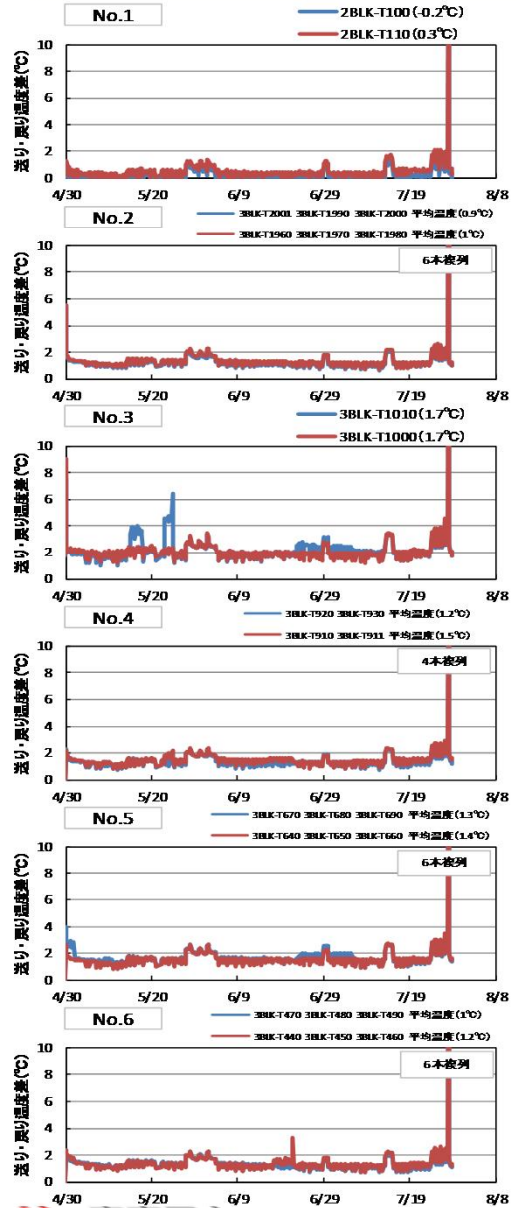 No.1
2BLK-T100(-0.2℃)
2BLK-T110(0.3℃)
送り・戻り温度差(℃)
10
8
6
4
2
0
4/30 5/20 6/9 6/29 7/19 8/8
No.2
3BLK-T2001 3BLK-T1990 3BLK-T2000 平均温度(0.9℃)
3BLK-T1960 3BLK-T1970 3BLK-T1980 平均温度(1℃)
6本複列
送り・戻り温度差(℃)
10
8
6
4
2
0
4/30 5/20 6/9 6/29 7/19 8/8
No.3
3BLK-T1010(1.7℃)
3BLK-T1000(1.7℃)
送り・戻り温度差(℃)
10
8
6
4
2
0
4/30 5/20 6/9 6/29 7/19 8/8
No.4
3BLK-T920 3BLK-T930 平均温度(1.2℃)
3BLK-T910 3BLK-T911 平均温度(1.5℃)
4本複列
送り・戻り温度差(℃)
10
8
6
4
2
0
4/30 5/20 6/9 6/29 7/19 8/8
No.5
3BLK-T670 3BLK-T680 3BLK-T690 平均温度(1.3℃)
3BLK-T640 3BLK-T650 3BLK-T660 平均温度(1.4℃)
6本複列
送り・戻り温度差(℃)
10
8
6
4
2
0
4/30 5/20 6/9 6/29 7/19 8/8
No.6
3BLK-T470 3BLK-T480 3BLK-T490 平均温度(1℃)
3BLK-T440 3BLK-T450 3BLK-T460 平均温度(1.2℃)
6本複列
送り・戻り温度差(℃)
10
8
6
4
2
0
4/30 5/20 6/9 6/29 7/19 8/8